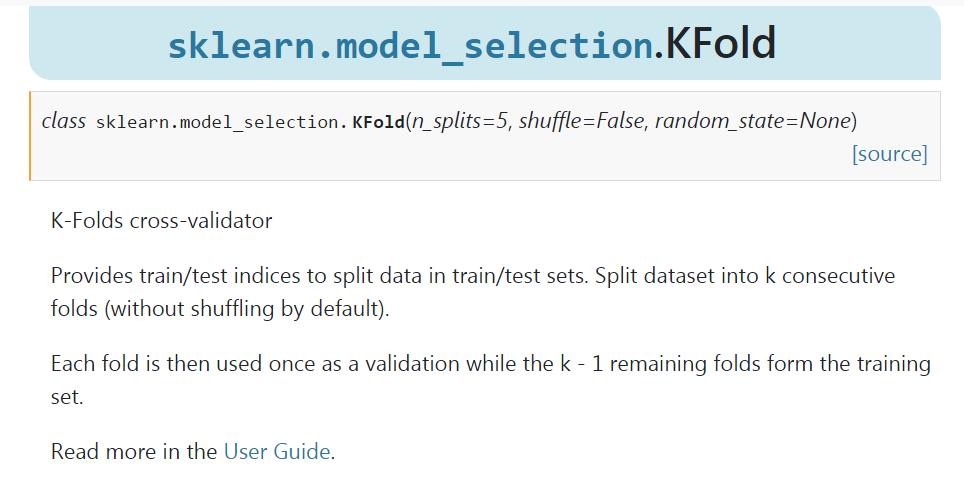 sklearn.model_selection.KFold
class sklearn.model_selection.KFold(n_splits=5, shuffle=False, random_state=None)
[source]
K-Folds cross-validator
Provides train/test indices to split data in train/test sets. Split dataset into k consecutive
folds (without shuffling by default).
Each fold is then used once as a validation while the k - 1 remaining folds form the training
set.
Read more in the User Guide.